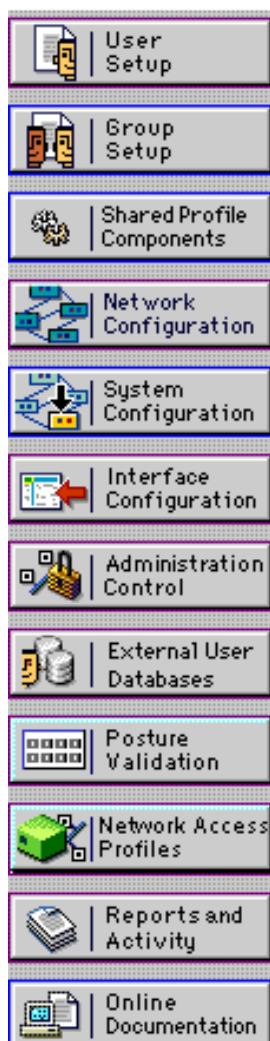 User
Setup
Group
Setup
Shared Profile
Components
Network
Configuration
System
Configuration
Interface
Configuration
Administration
Control
External User
Databases
Posture
Validation
Network Access
Profiles
Reports and
Activity
Online
Documentation